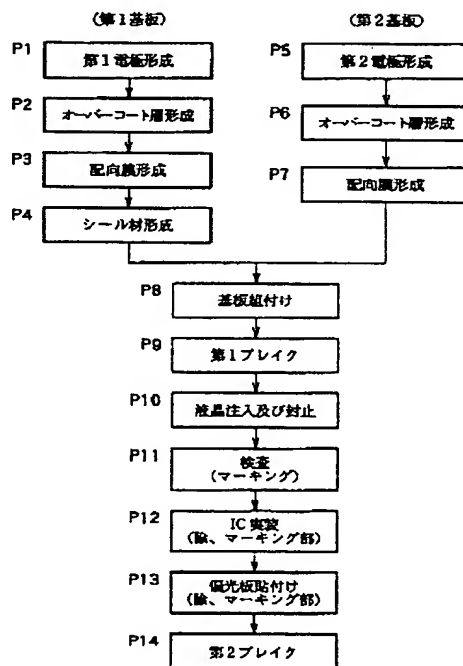 (第1基板)
P1
第1電極形成
P2
オーバーコート層形成
P3
配向膜形成
P4
シール材形成
(第2基板)
P5
第2電極形成
P6
オーバーコート層形成
P7
配向膜形成
P8
基板組付け
P9
第1ブレイク
P10
液晶注入及び封止
P11
検査
(マーキング)
P12
IC実装
(除、マーキング部)
P13
偏光板貼付け
(除、マーキング部)
P14
第2ブレイク